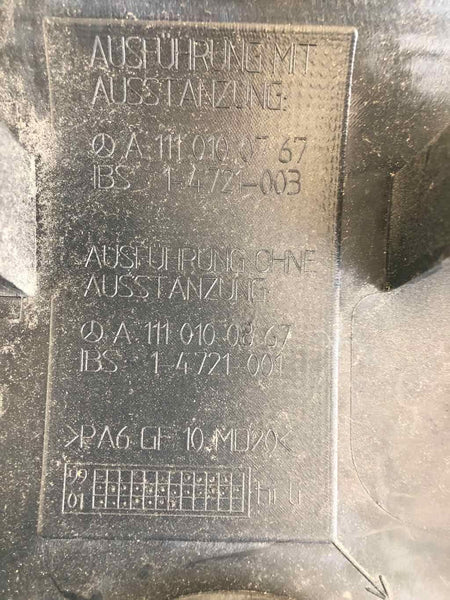 AUSFÜHRUNG MIT
AUSSTANZUNG:
A 111 010 07 67
IBS 1-4721-003
AUSFÜHRUNG OHNE
AUSSTANZUNG
A 111 010 08 67
IBS 1-4721-001
>PA6 GF 10 MD20<
99
01